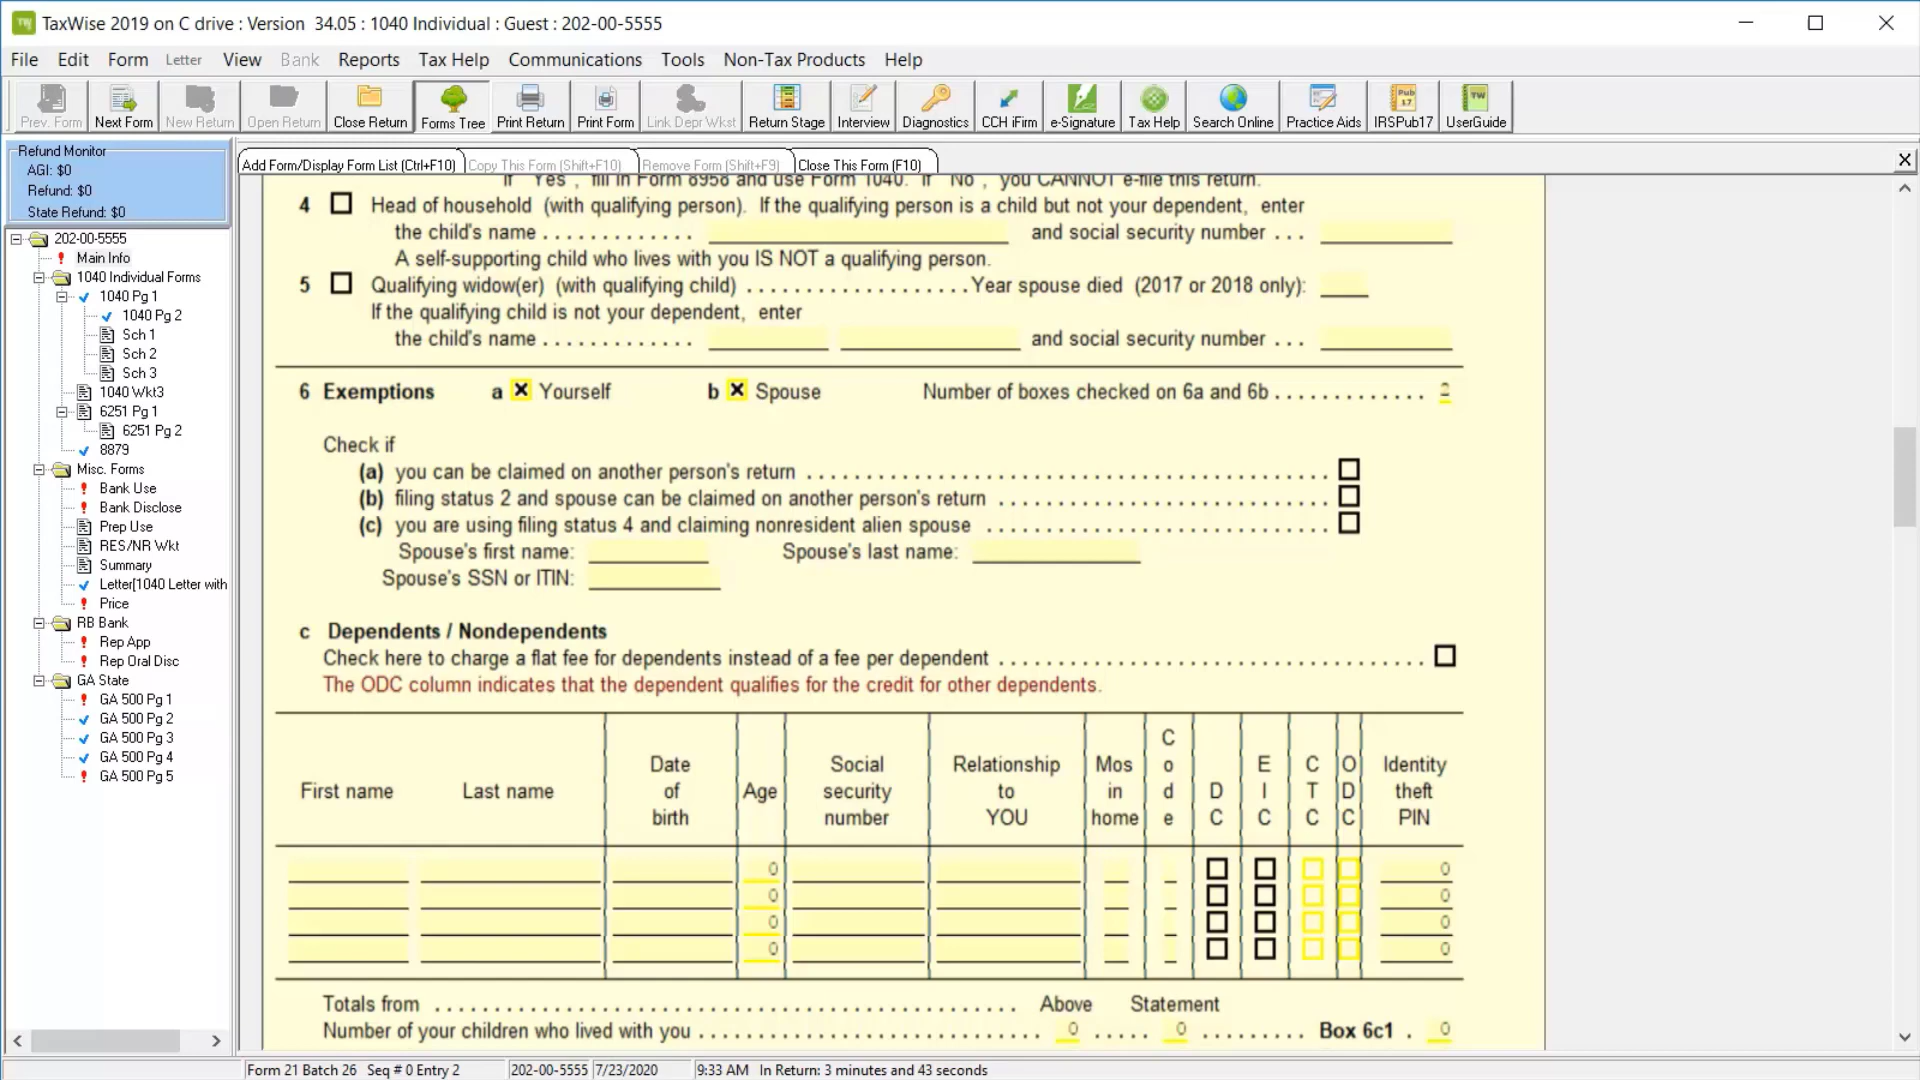 TaxWise 2019 on C drive : Version 34.05 : 1040 Individual : Guest : 202-00-5555
File Edit Form Letter View Bank Reports Tax Help Communications Tools Non-Tax Products Help
Prev. Form Next Form New Return Open Return Close Return Forms Tree Print Return Print Form Link Depr Wkst Return Stage Interview Diagnostics CCH iFirm e-Signature Tax Help Search Online Practice Aids IRSPub17 UserGuide
Refund Monitor
AGI: $0
Refund: $0
State Refund: $0
202-00-5555
Main Info
1040 Individual Forms
1040 Pg 1
1040 Pg 2
Sch 1
Sch 2
Sch 3
1040 Wkt3
6251 Pg 1
6251 Pg 2
8879
Misc. Forms
Bank Use
Bank Disclose
Prep Use
RES/NR Wkt
Summary
Letter[1040 Letter with
Price
RB Bank
Rep App
Rep Oral Disc
GA State
GA 500 Pg 1
GA 500 Pg 2
GA 500 Pg 3
GA 500 Pg 4
GA 500 Pg 5
Add Form/Display Form List (Ctrl+F10) Copy This Form (Shift+F10) Remove Form (Shift+F9) Close This Form (F10)
If "Yes", fill in Form 8958 and use Form 1040. If "No", you CANNOT e-file this return.
4 Head of household (with qualifying person). If the qualifying person is a child but not your dependent, enter
the child's name . . . . . . . . . . . . . and social security number . . .
A self-supporting child who lives with you IS NOT a qualifying person.
5 Qualifying widow(er) (with qualifying child) . . . . . . . . . . . . . . . . . . . Year spouse died (2017 or 2018 only):
If the qualifying child is not your dependent, enter
the child's name . . . . . . . . . . . . . and social security number . . .
6 Exemptions a Yourself b Spouse Number of boxes checked on 6a and 6b . . . . . . . . . . . . .
Check if
(a) you can be claimed on another person's return
(b) filing status 2 and spouse can be claimed on another person's return
(c) you are using filing status 4 and claiming nonresident alien spouse
Spouse's first name: Spouse's last name:
Spouse's SSN or ITIN:
c Dependents / Nondependents
Check here to charge a flat fee for dependents instead of a fee per dependent
The ODC column indicates that the dependent qualifies for the credit for other dependents.
First name Last name Date of birth Age Social security number Relationship to YOU Mos in home Code DC EIC CTC ODC Identity theft PIN
0 0
0 0
0 0
0 0
Totals from . . . . . . . . . . Above Statement
Number of your children who lived with you . . . . . . . . . . 0 . . . . . 0 . . . . . . . . . Box 6c1 . 0
Form 21 Batch 26 Seq # 0 Entry 2 202-00-5555 7/23/2020 9:33 AM In Return: 3 minutes and 43 seconds